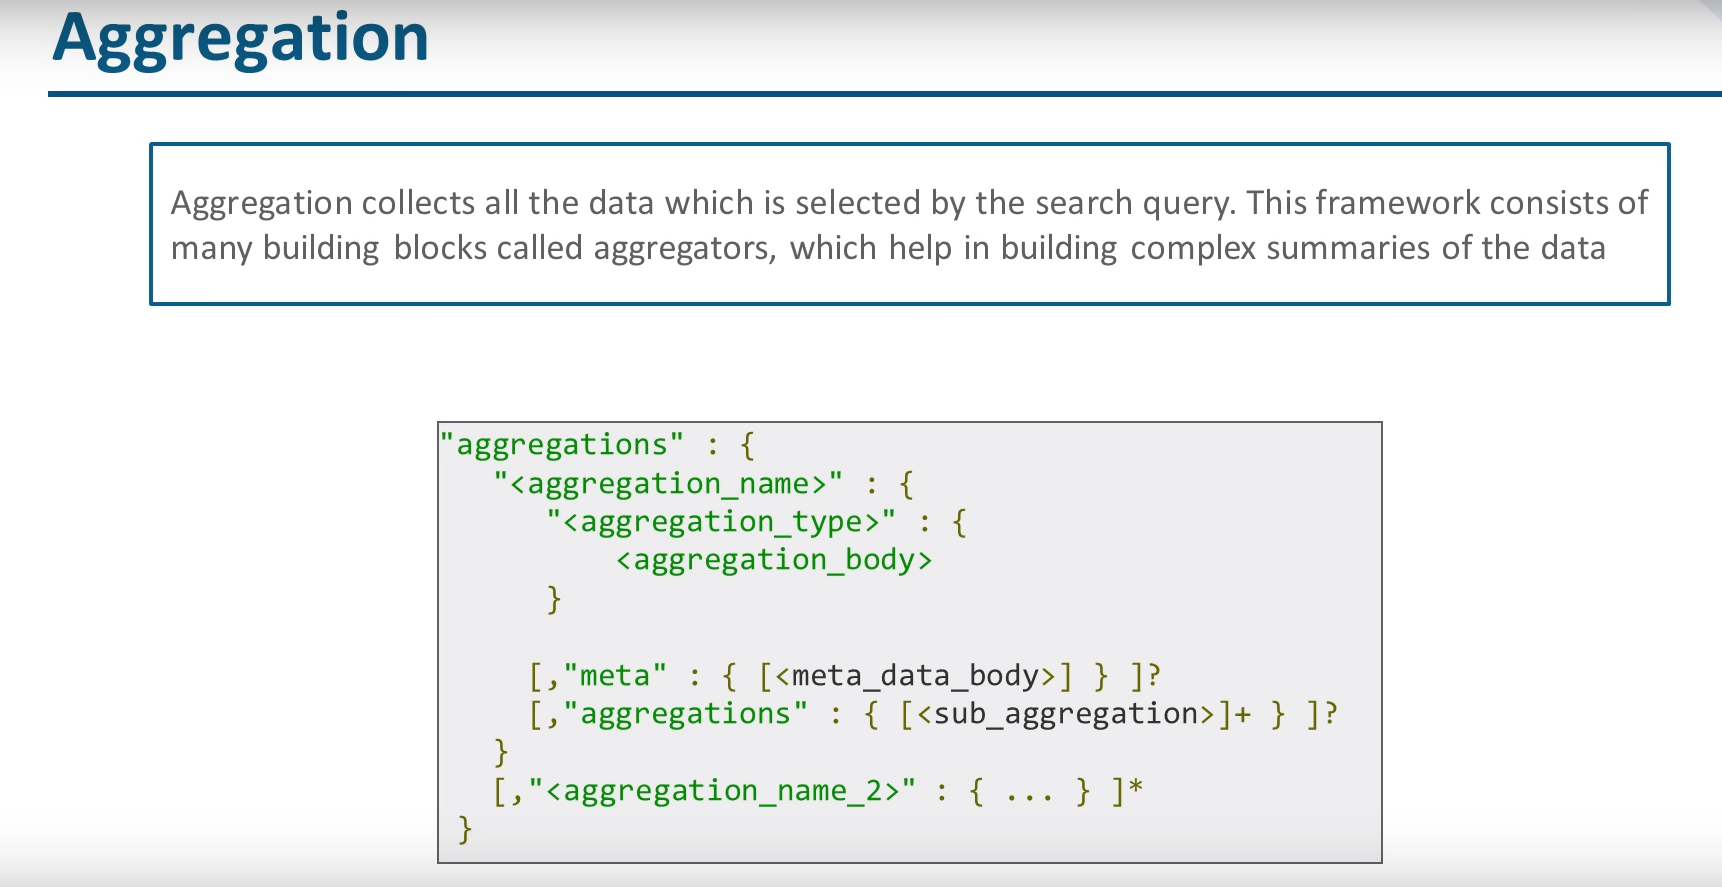 Aggregation
Aggregation collects all the data which is selected by the search query. This framework consists of
many building blocks called aggregators, which help in building complex summaries of the data
"aggregations" : {
"<aggregation_name>" : {
"<aggregation_type>" : {
<aggregation_body>
}
[,"meta" : { [<meta_data_body>] } ]?
[,"aggregations" : { [<sub_aggregation>]+ } ]?
}
[,"<aggregation_name_2>" : { ... } ]*
}